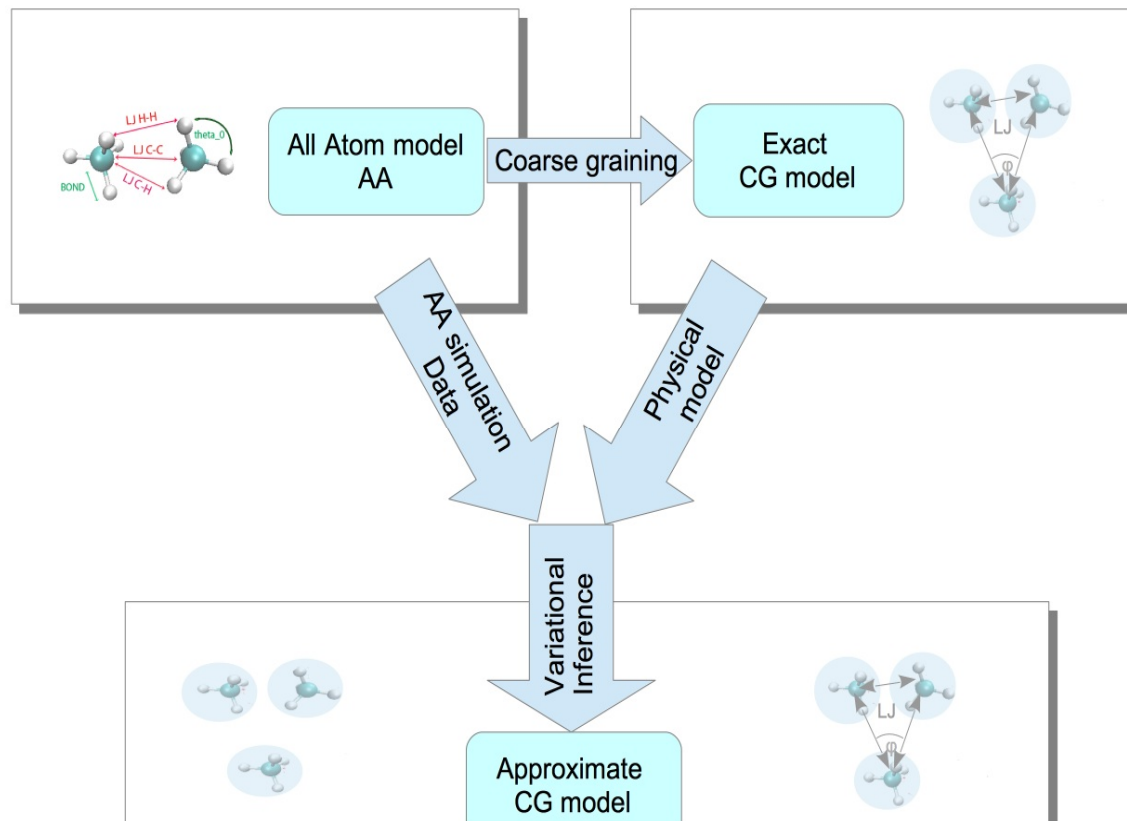 LJ H-H
theta_0
LJ C-C
LJ C-H
BOND
All Atom model
AA
Coarse graining
Exact
CG model
LJ
φ
AA simulation
Data
Physical
model
Variational
Inference
LJ
φ
Approximate
CG model